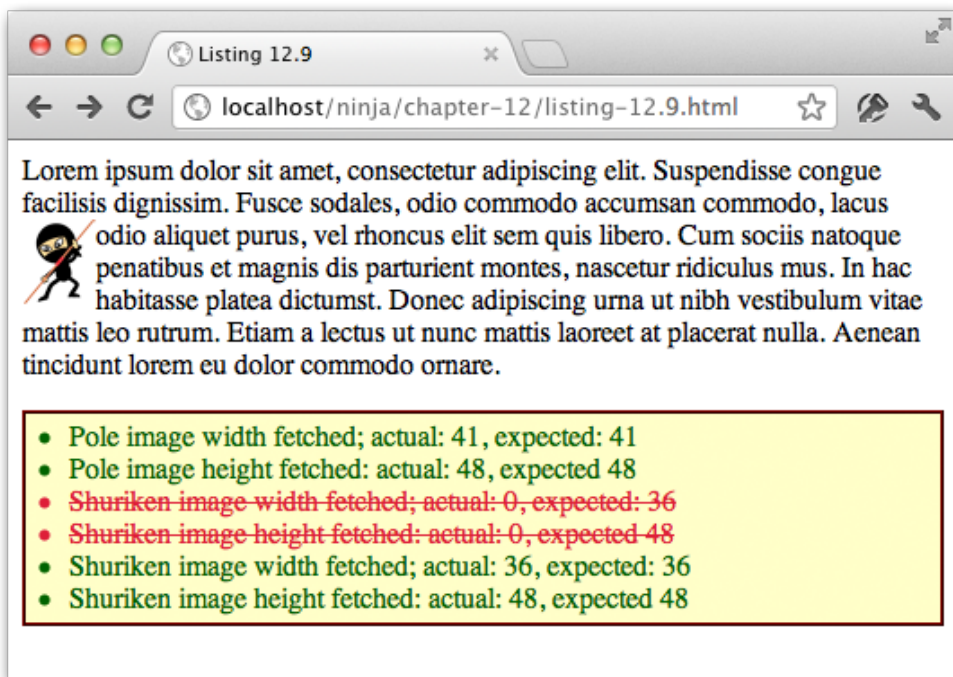 Listing 12.9
localhost/ninja/chapter-12/listing-12.9.html
Lorem ipsum dolor sit amet, consectetur adipiscing elit. Suspendisse congue
facilisis dignissim. Fusce sodales, odio commodo accumsan commodo, lacus
odio aliquet purus, vel rhoncus elit sem quis libero. Cum sociis natoque
penatibus et magnis dis parturient montes, nascetur ridiculus mus. In hac
habitasse platea dictumst. Donec adipiscing urna ut nibh vestibulum vitae
mattis leo rutrum. Etiam a lectus ut nunc mattis laoreet at placerat nulla. Aenean
tincidunt lorem eu dolor commodo ornare.
Pole image width fetched; actual: 41, expected: 41
Pole image height fetched: actual: 48, expected 48
Shuriken image width fetched; actual: 0, expected: 36
Shuriken image height fetched: actual: 0, expected 48
Shuriken image width fetched; actual: 36, expected: 36
Shuriken image height fetched: actual: 48, expected 48